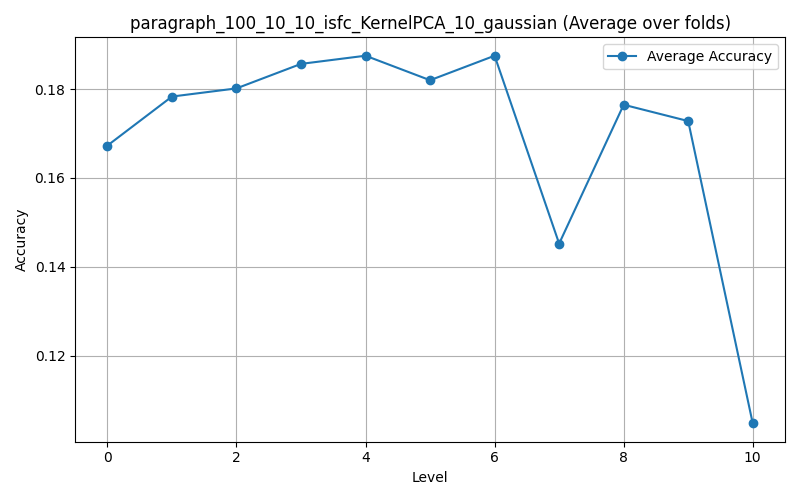 paragraph_100_10_10_isfc_KernelPCA_10_gaussian (Average over folds)
Average Accuracy
0.18
0.16
0.14
0.12
Accuracy
0 2 4 6 8 10
Level